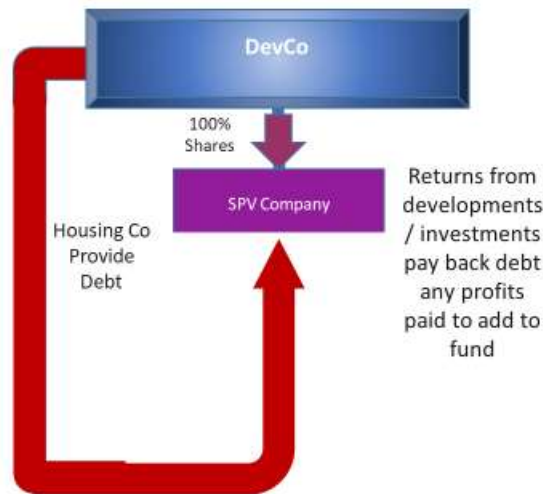 DevCo
100%
Shares
SPV Company
Housing Co
Provide
Debt
Returns from
developments
/ investments
pay back debt
any profits
paid to add to
fund